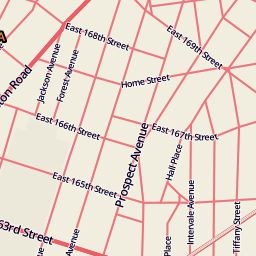 East 168th Street
East 169th Street
Jackson Avenue
Forest Avenue
Home Street
ton Road
East 166th Street
East 167th Street
Prospect Avenue
Hall Place
East 165th Street
Intervale Avenue
Tiffany Street
63rd Street
Place